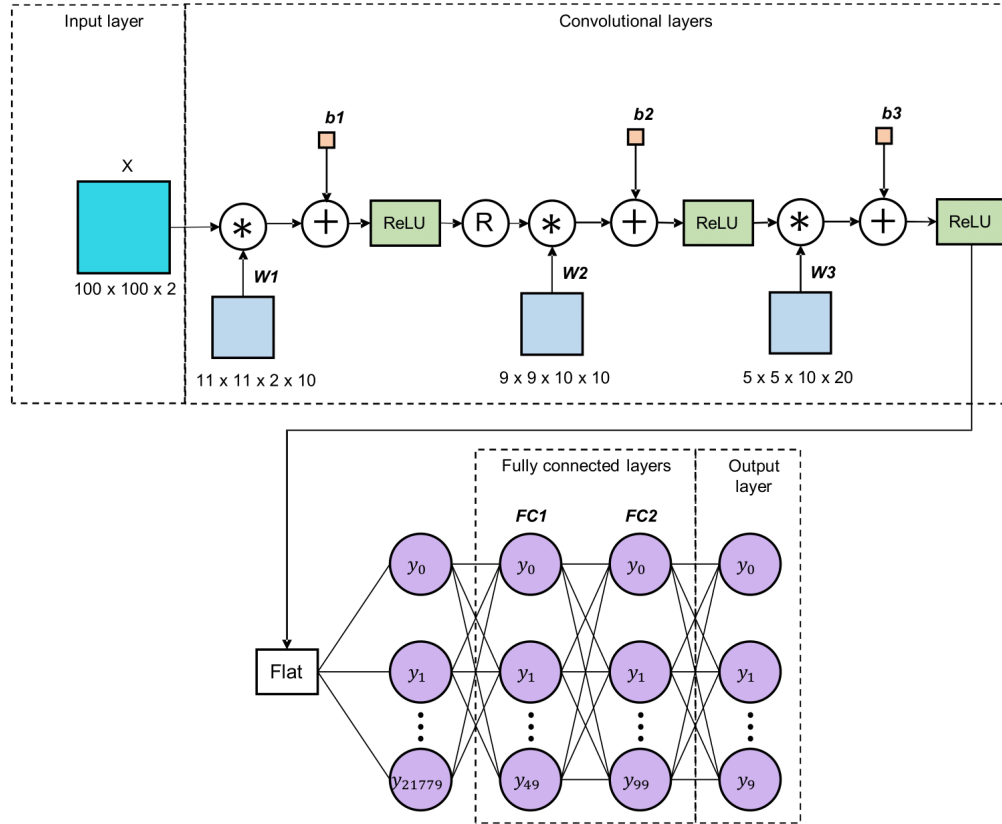 Input layer
Convolutional layers
b1
b2
b3
X
*
+
ReLU
R
*
+
ReLU
*
+
ReLU
W1
W2
W3
100 x 100 x 2
11 x 11 x 2 x 10
9 x 9 x 10 x 10
5 x 5 x 10 x 20
Fully connected layers
Output
layer
FC1
FC2
y₀
y₀
y₀
y₀
Flat
y₁
y₁
y₁
y₁
y₂₁₇₇₉
y₄₉
y₉₉
y₉